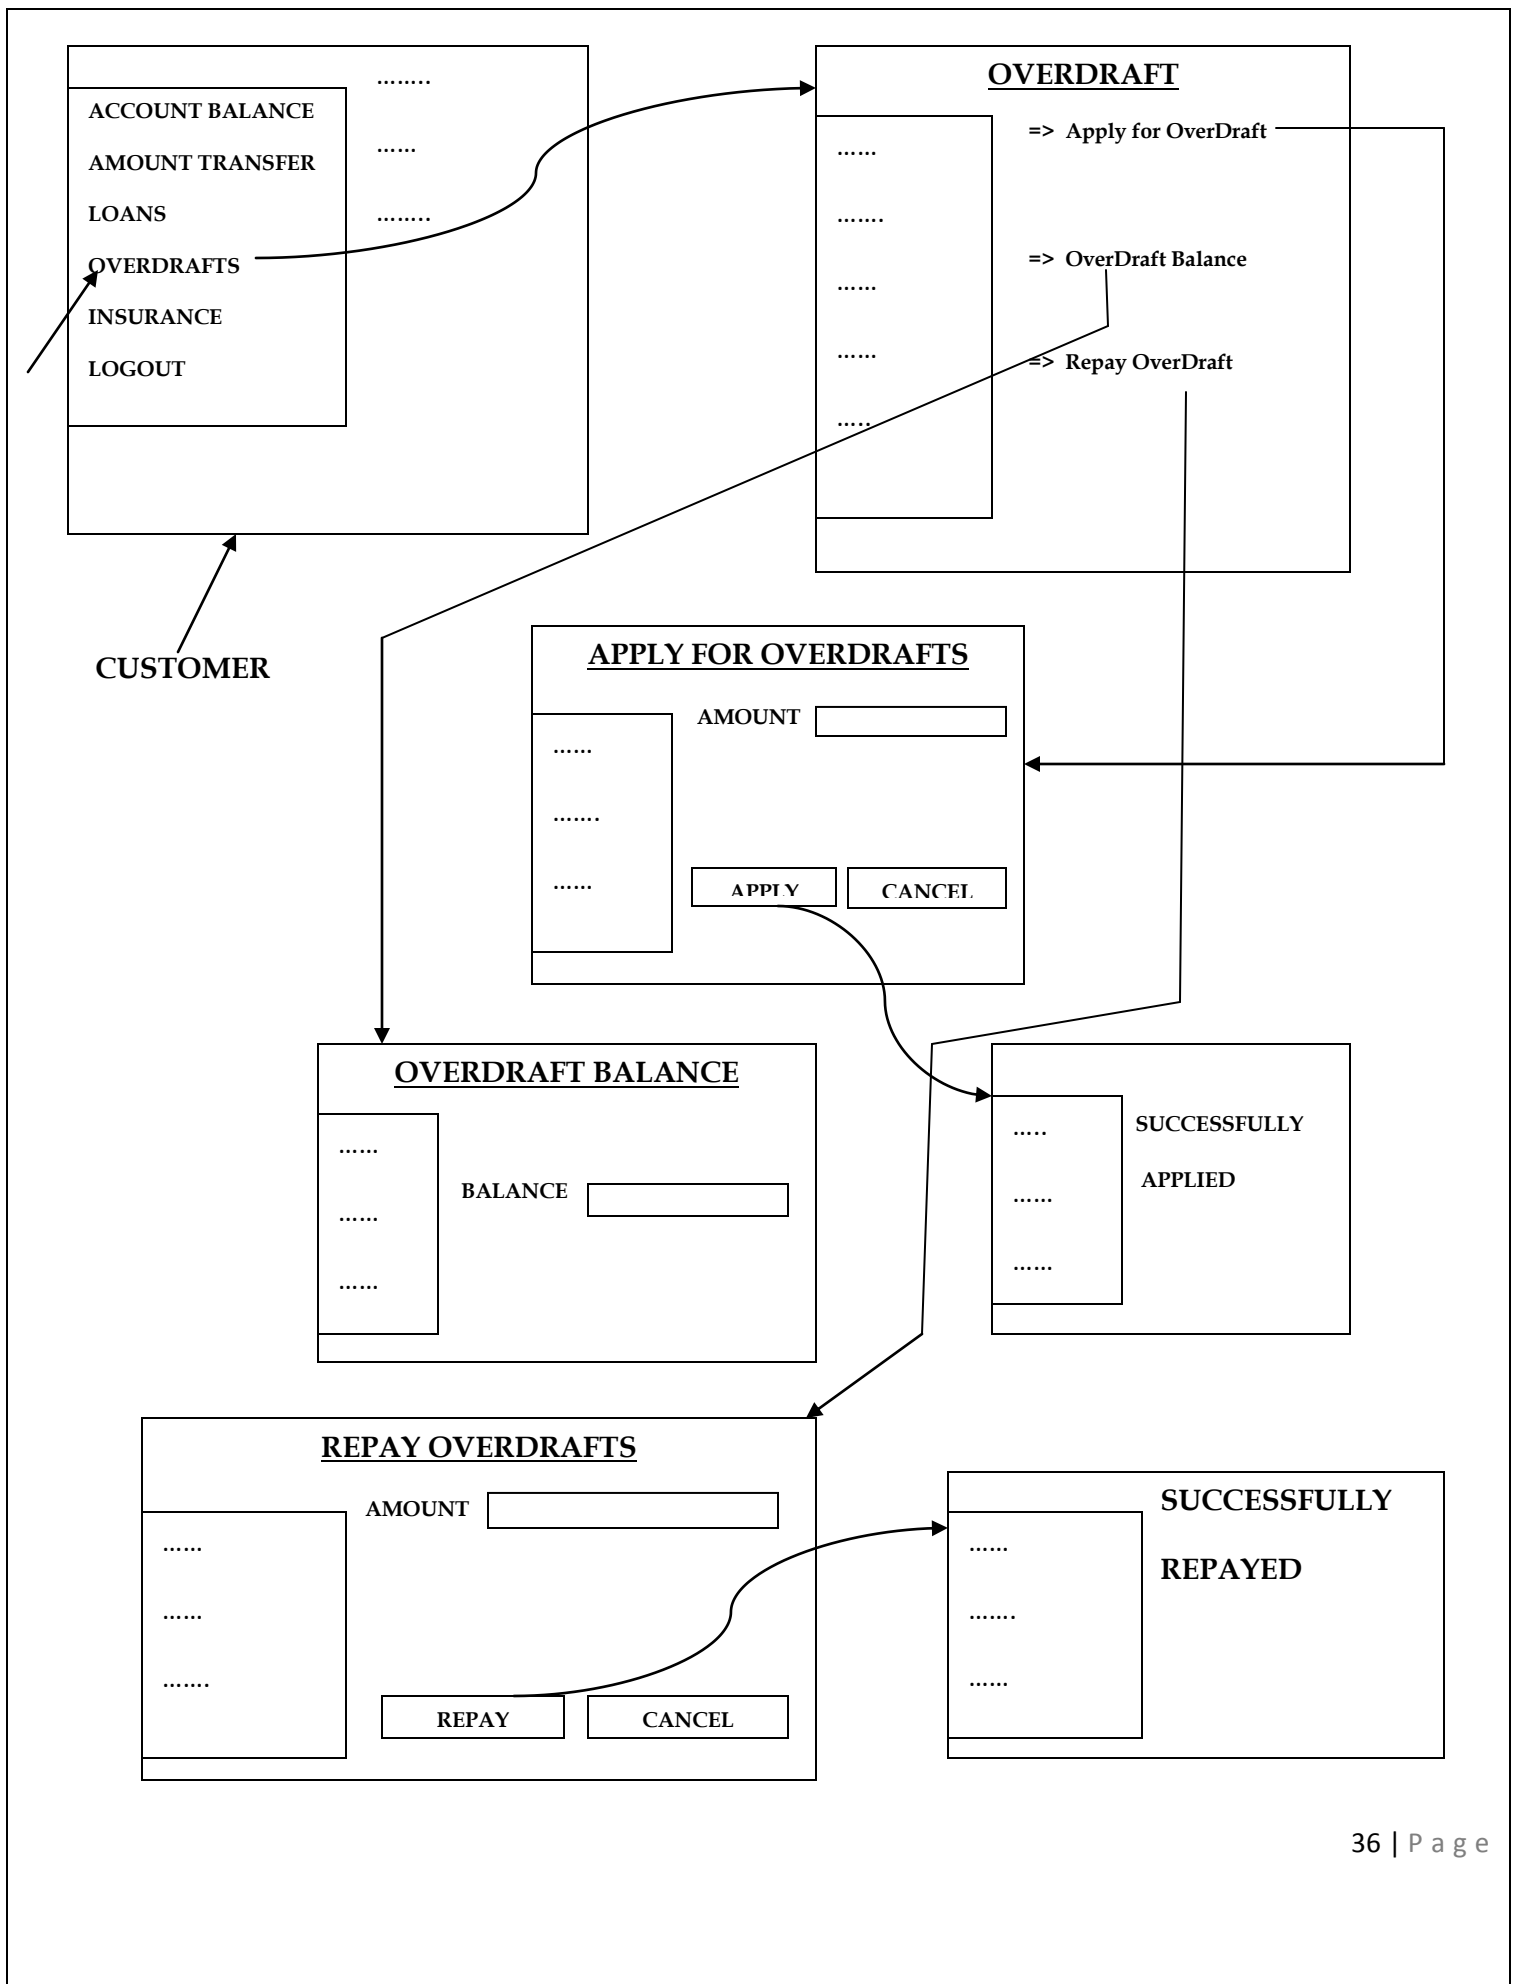 ……..
ACCOUNT BALANCE
……
AMOUNT TRANSFER
LOANS
……..
OVERDRAFTS
INSURANCE
LOGOUT
CUSTOMER
OVERDRAFT
=> Apply for OverDraft
……
…….
=> OverDraft Balance
……
……
=> Repay OverDraft
…..
APPLY FOR OVERDRAFTS
AMOUNT
……
…….
……
APPLY
CANCEL
OVERDRAFT BALANCE
……
BALANCE
……
……
…..
SUCCESSFULLY
APPLIED
……
……
REPAY OVERDRAFTS
AMOUNT
……
……
…….
REPAY
CANCEL
SUCCESSFULLY
……
REPAYED
…….
……
36 | Page